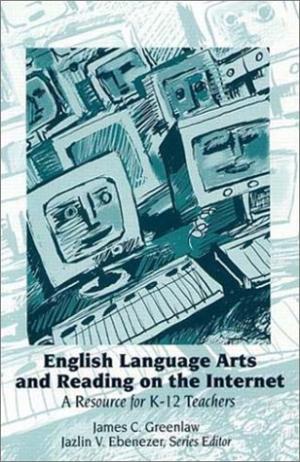 English Language Arts
and Reading on the Internet
A Resource for K-12 Teachers
James C. Greenlaw
Jazlin V. Ebenezer, Series Editor